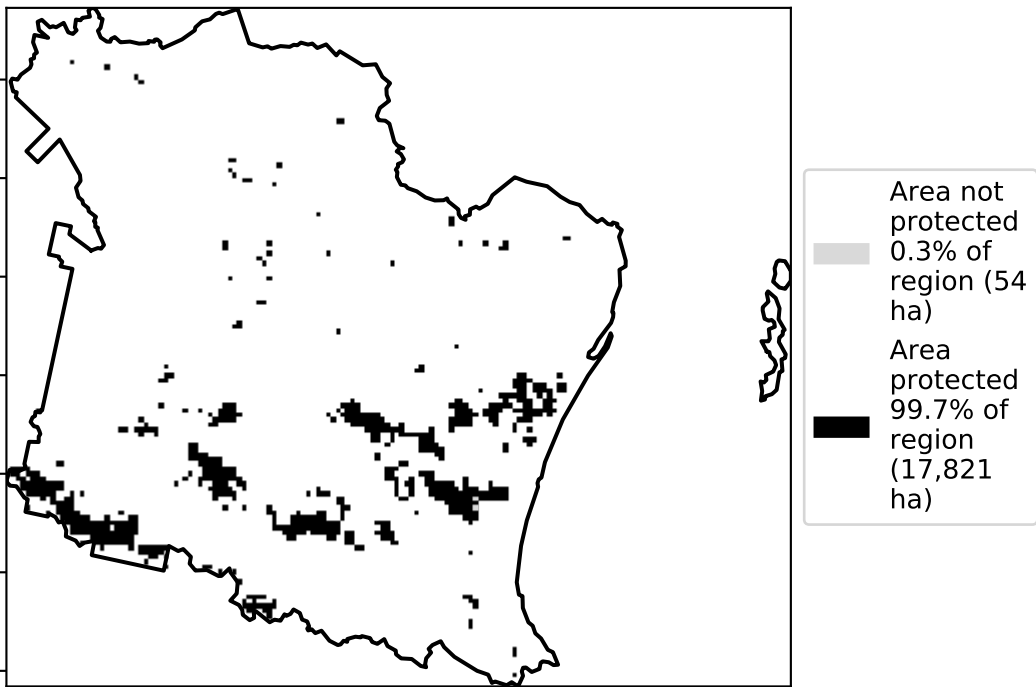 Area not
protected
0.3% of
region (54
ha)
Area
protected
99.7% of
region
(17,821
ha)